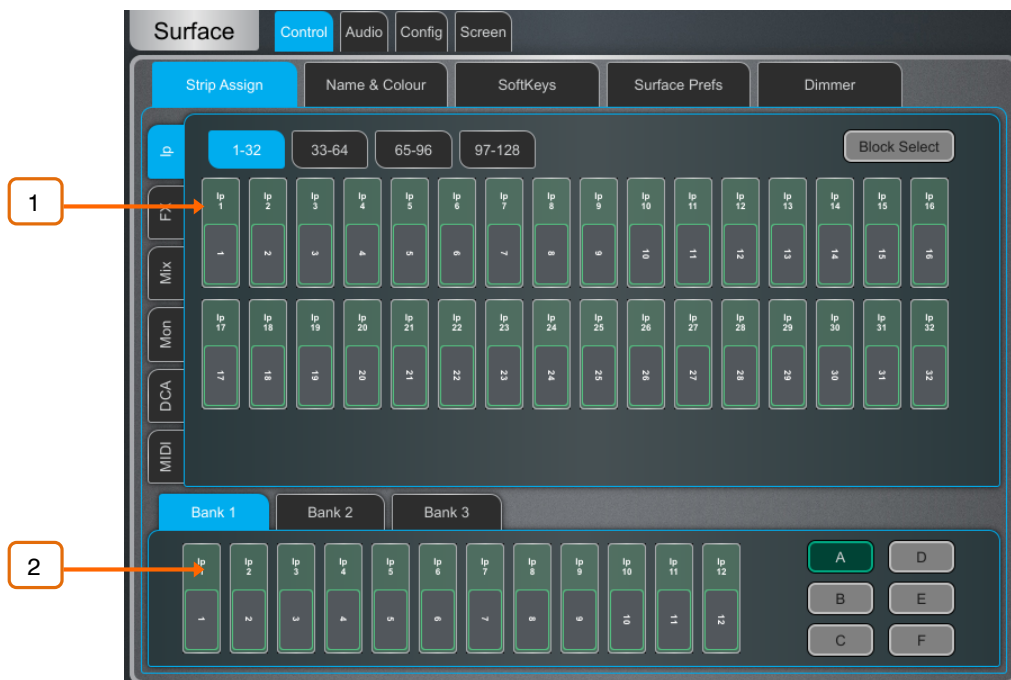 Surface Control Audio Config Screen
Strip Assign Name & Colour SoftKeys Surface Prefs Dimmer
Ip
FX
Mix
Mon
DCA
MIDI
1-32 33-64 65-96 97-128 Block Select
1
Ip Ip Ip Ip Ip Ip Ip Ip Ip Ip Ip Ip Ip Ip Ip Ip
1 2 3 4 5 6 7 8 9 10 11 12 13 14 15 16
1 2 3 4 5 6 7 8 9 10 11 12 13 14 15 16
Ip Ip Ip Ip Ip Ip Ip Ip Ip Ip Ip Ip Ip Ip Ip Ip
17 18 19 20 21 22 23 24 25 26 27 28 29 30 31 32
17 18 19 20 21 22 23 24 25 26 27 28 29 30 31 32
Bank 1 Bank 2 Bank 3
2
Ip Ip Ip Ip Ip Ip Ip Ip Ip Ip Ip Ip
1 2 3 4 5 6 7 8 9 10 11 12
1 2 3 4 5 6 7 8 9 10 11 12
A D
B E
C F